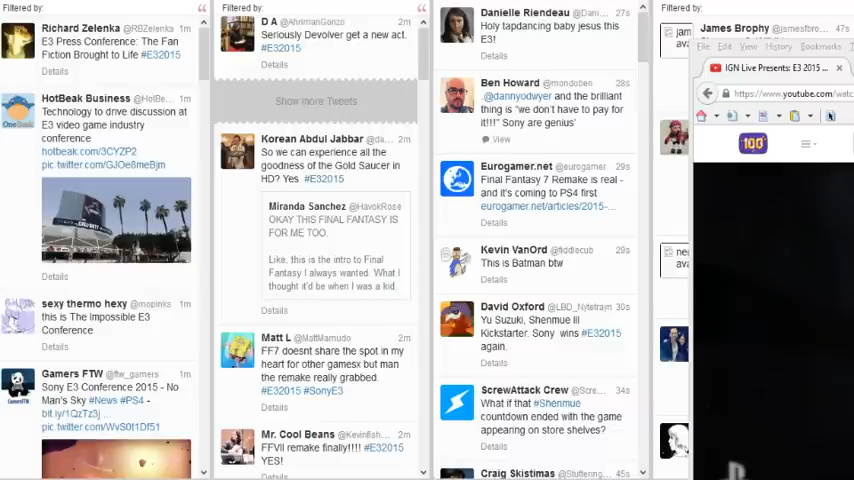 Filtered by:
Richard Zelenka @RBZelenka 1m
E3 Press Conference: The Fan
Fiction Brought to Life #E32015
Details
HotBeak Business @HotBe... 1m
Technology to drive discussion at
E3 video game industry
conference
hotbeak.com/3CYZP2
pic.twitter.com/GJOe8meBjm
Details
sexy thermo hexy @mopinks 1m
this is The Impossible E3
Conference
Details
Gamers FTW @ftw_gamers 1m
Sony E3 Conference 2015 - No
Man's Sky #News #PS4 -
bit.ly/1QzTz3j ...
pic.twitter.com/WvS0t1Df51
Filtered by:
D A @AhrimanGonzo 2m
Seriously Devolver get a new act.
#E32015
Details
Show more Tweets
Korean Abdul Jabbar @da... 2m
So we can experience all the
goodness of the Gold Saucer in
HD? Yes. #E32015
Miranda Sanchez @HavokRose
OKAY THIS FINAL FANTASY IS
FOR ME TOO.
Like, this is the intro to Final
Fantasy I always wanted. What I
thought it'd be when I was a kid.
Details
Matt L @MattMamudo 2m
FF7 doesnt share the spot in my
heart for other gamesx but man
the remake really grabbed.
#E32015 #SonyE3
Details
Mr. Cool Beans @Kevinfish... 2m
FFVII remake finally!!!! #E32015
YES!
Details
Danielle Riendeau @Dani... 27s
Holy tapdancing baby jesus this
E3!
Details
Ben Howard @mondoben 28s
.@dannyodwyer and the brilliant
thing is "we don't have to pay for
it!!!" Sony are genius'
View
Eurogamer.net @eurogamer 29s
Final Fantasy 7 Remake is real -
and it's coming to PS4 first
eurogamer.net/articles/2015-...
Details
Kevin VanOrd @fiddlecub 29s
This is Batman btw
Details
David Oxford @LBD_Nytetrayn 30s
Yu Suzuki, Shenmue III
Kickstarter. Sony wins #E32015
again.
Details
ScrewAttack Crew @Scre... 34s
What if that #Shenmue
countdown ended with the game
appearing on store shelves?
Details
Craig Skistimas @Stuttering... 45s
Filtered by:
James Brophy @jamesbro... 47s
File Edit View History Bookmarks
IGN Live Presents: E3 2015 ... ×
https://www.youtube.com/watc
100